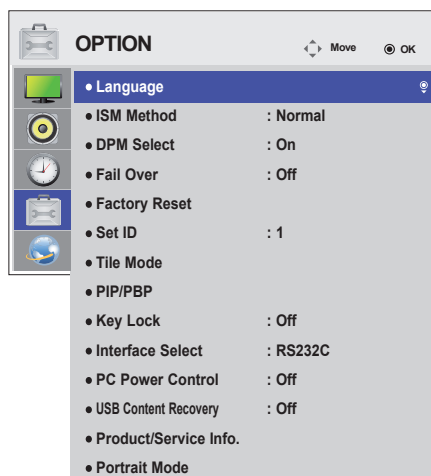 OPTION
Move
OK
• Language
• ISM Method : Normal
• DPM Select : On
• Fail Over : Off
• Factory Reset
• Set ID : 1
• Tile Mode
• PIP/PBP
• Key Lock : Off
• Interface Select : RS232C
• PC Power Control : Off
• USB Content Recovery : Off
• Product/Service Info.
• Portrait Mode